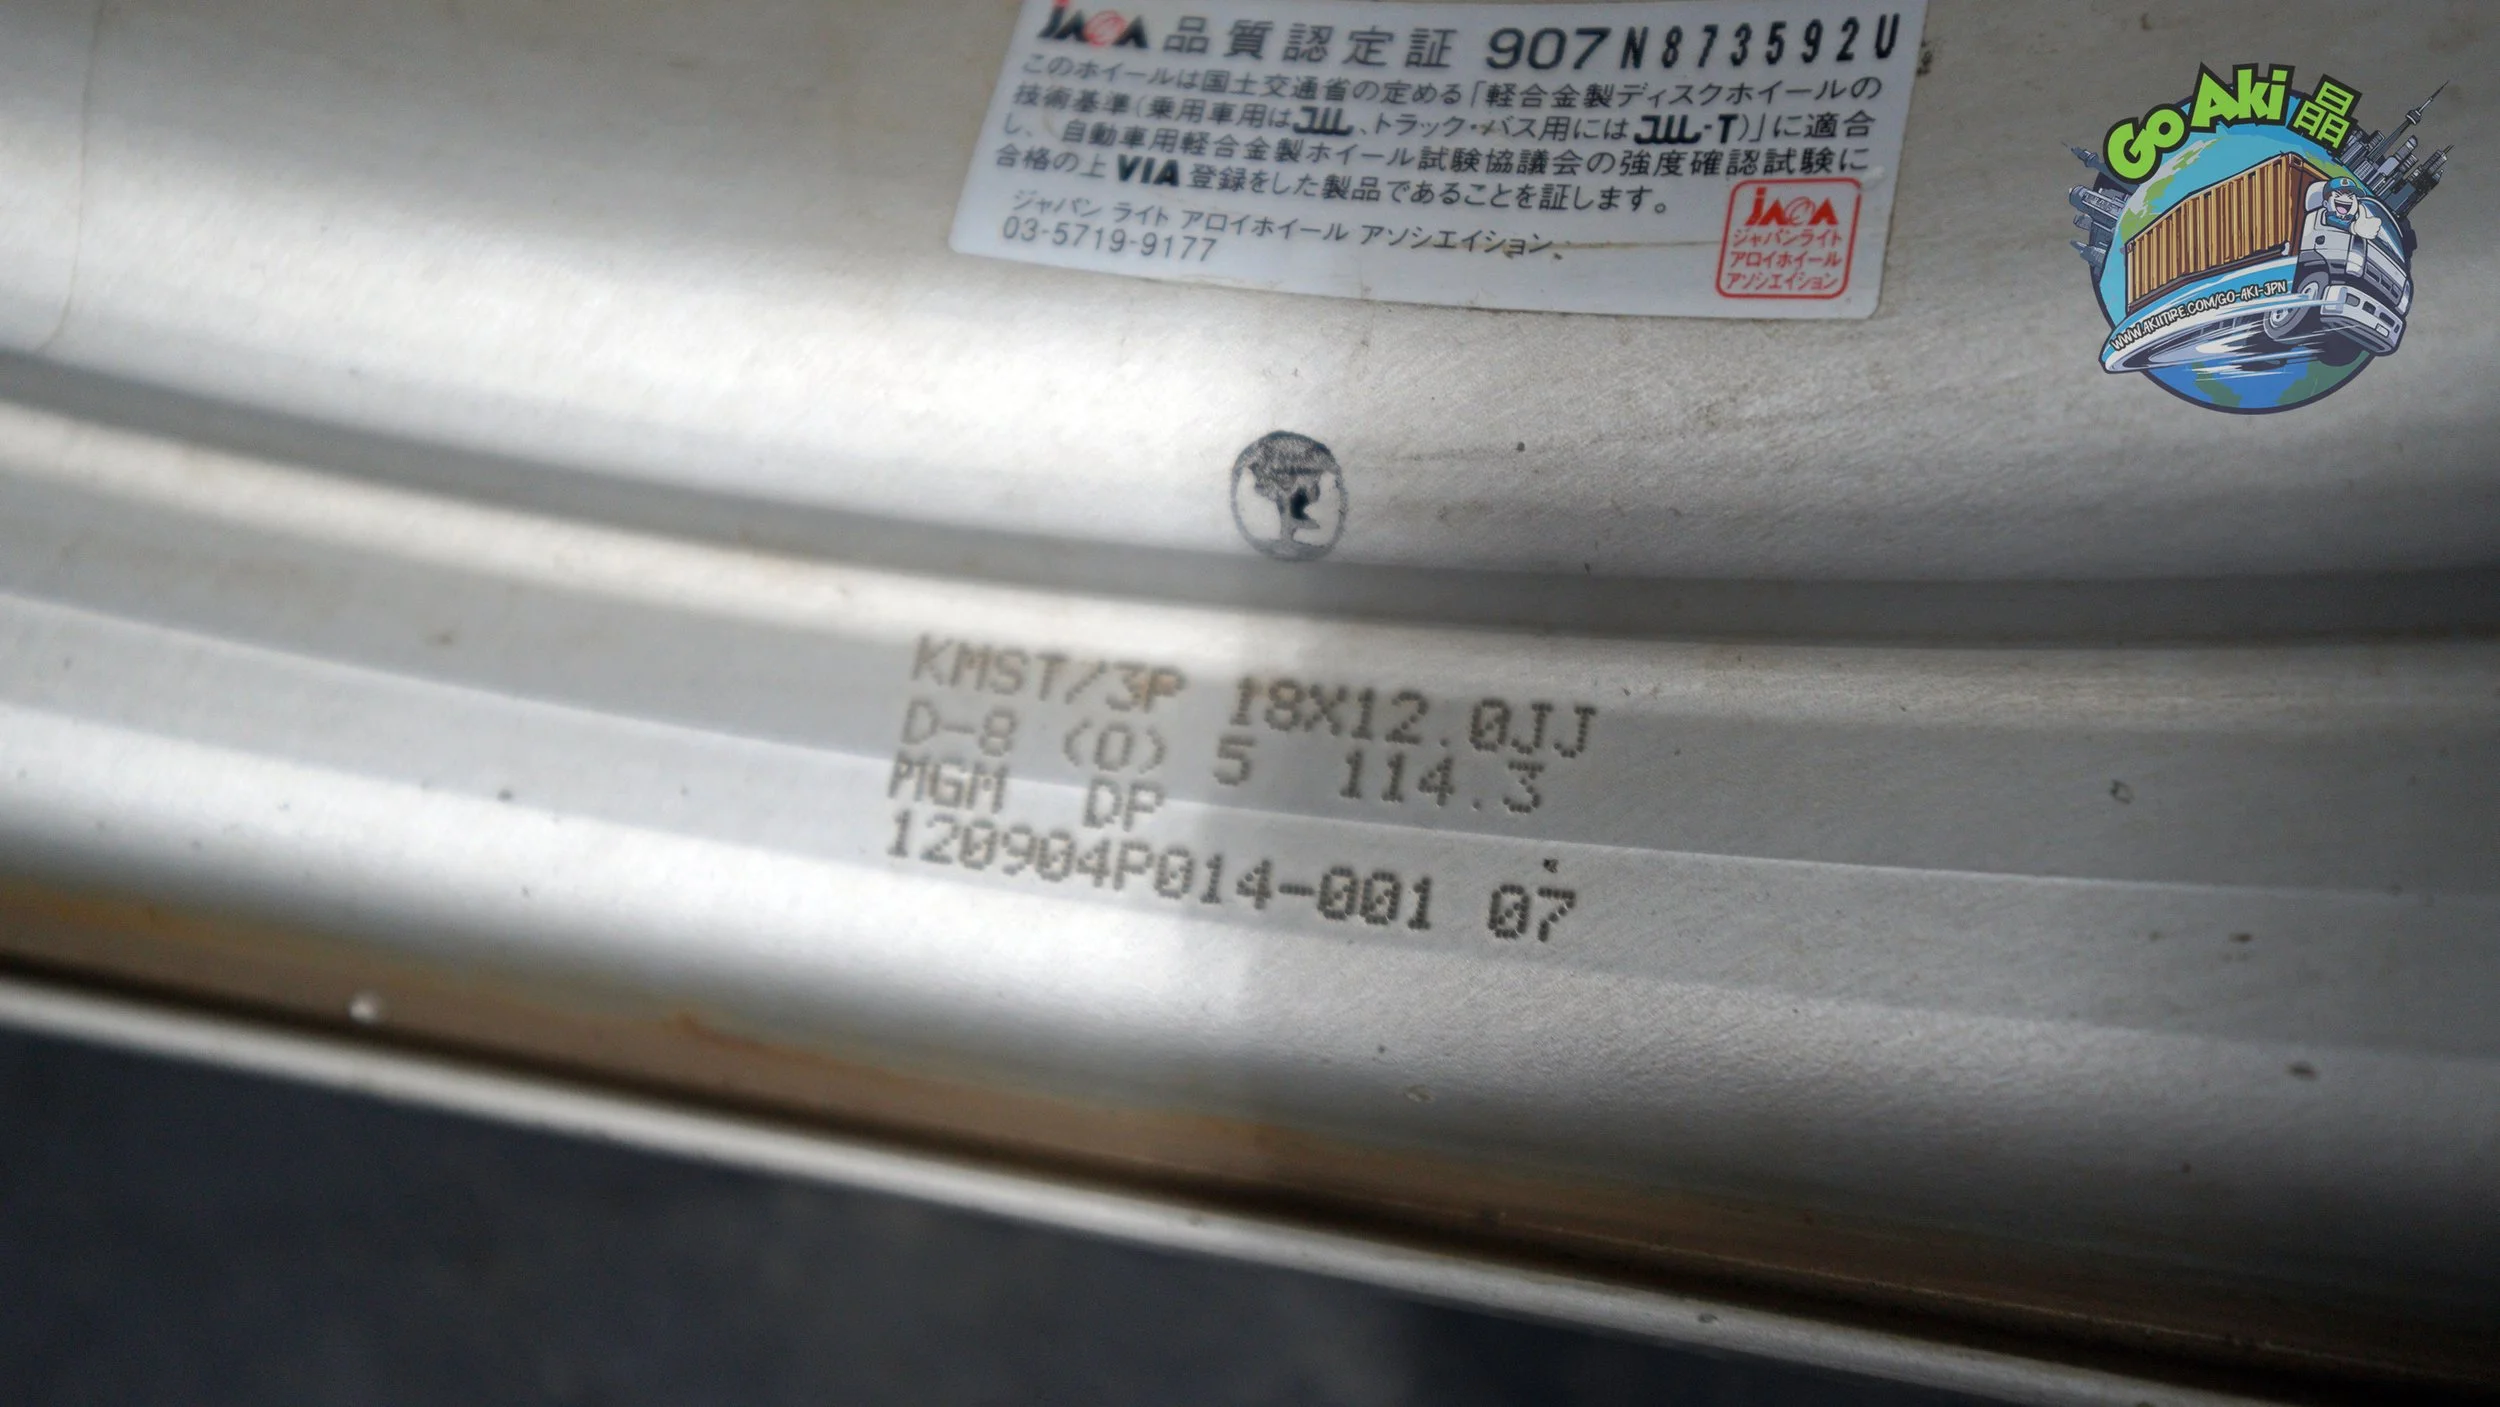 JAWA 品質認定証 907N873592U
このホイールは国土交通省の定める「軽合金製ディスクホイールの
技術基準(乗用車用はJWL、トラック・バス用にはJWL-T)」に適合
し、自動車用軽合金製ホイール試験協議会の強度確認試験に
合格の上VIA登録をした製品であることを証します。
ジャパン ライト アロイホイール アソシエイション
03-5719-9177
JAWA
ジャパンライト
アロイホイール
アソシエイション
GO AKi 晶
WWW.AKIITIRE.COM/GO-AKI-JPN
KMST/3P 18X12.0JJ
D-8 (O) 5 114.3
MGM DP
120904P014-001 07